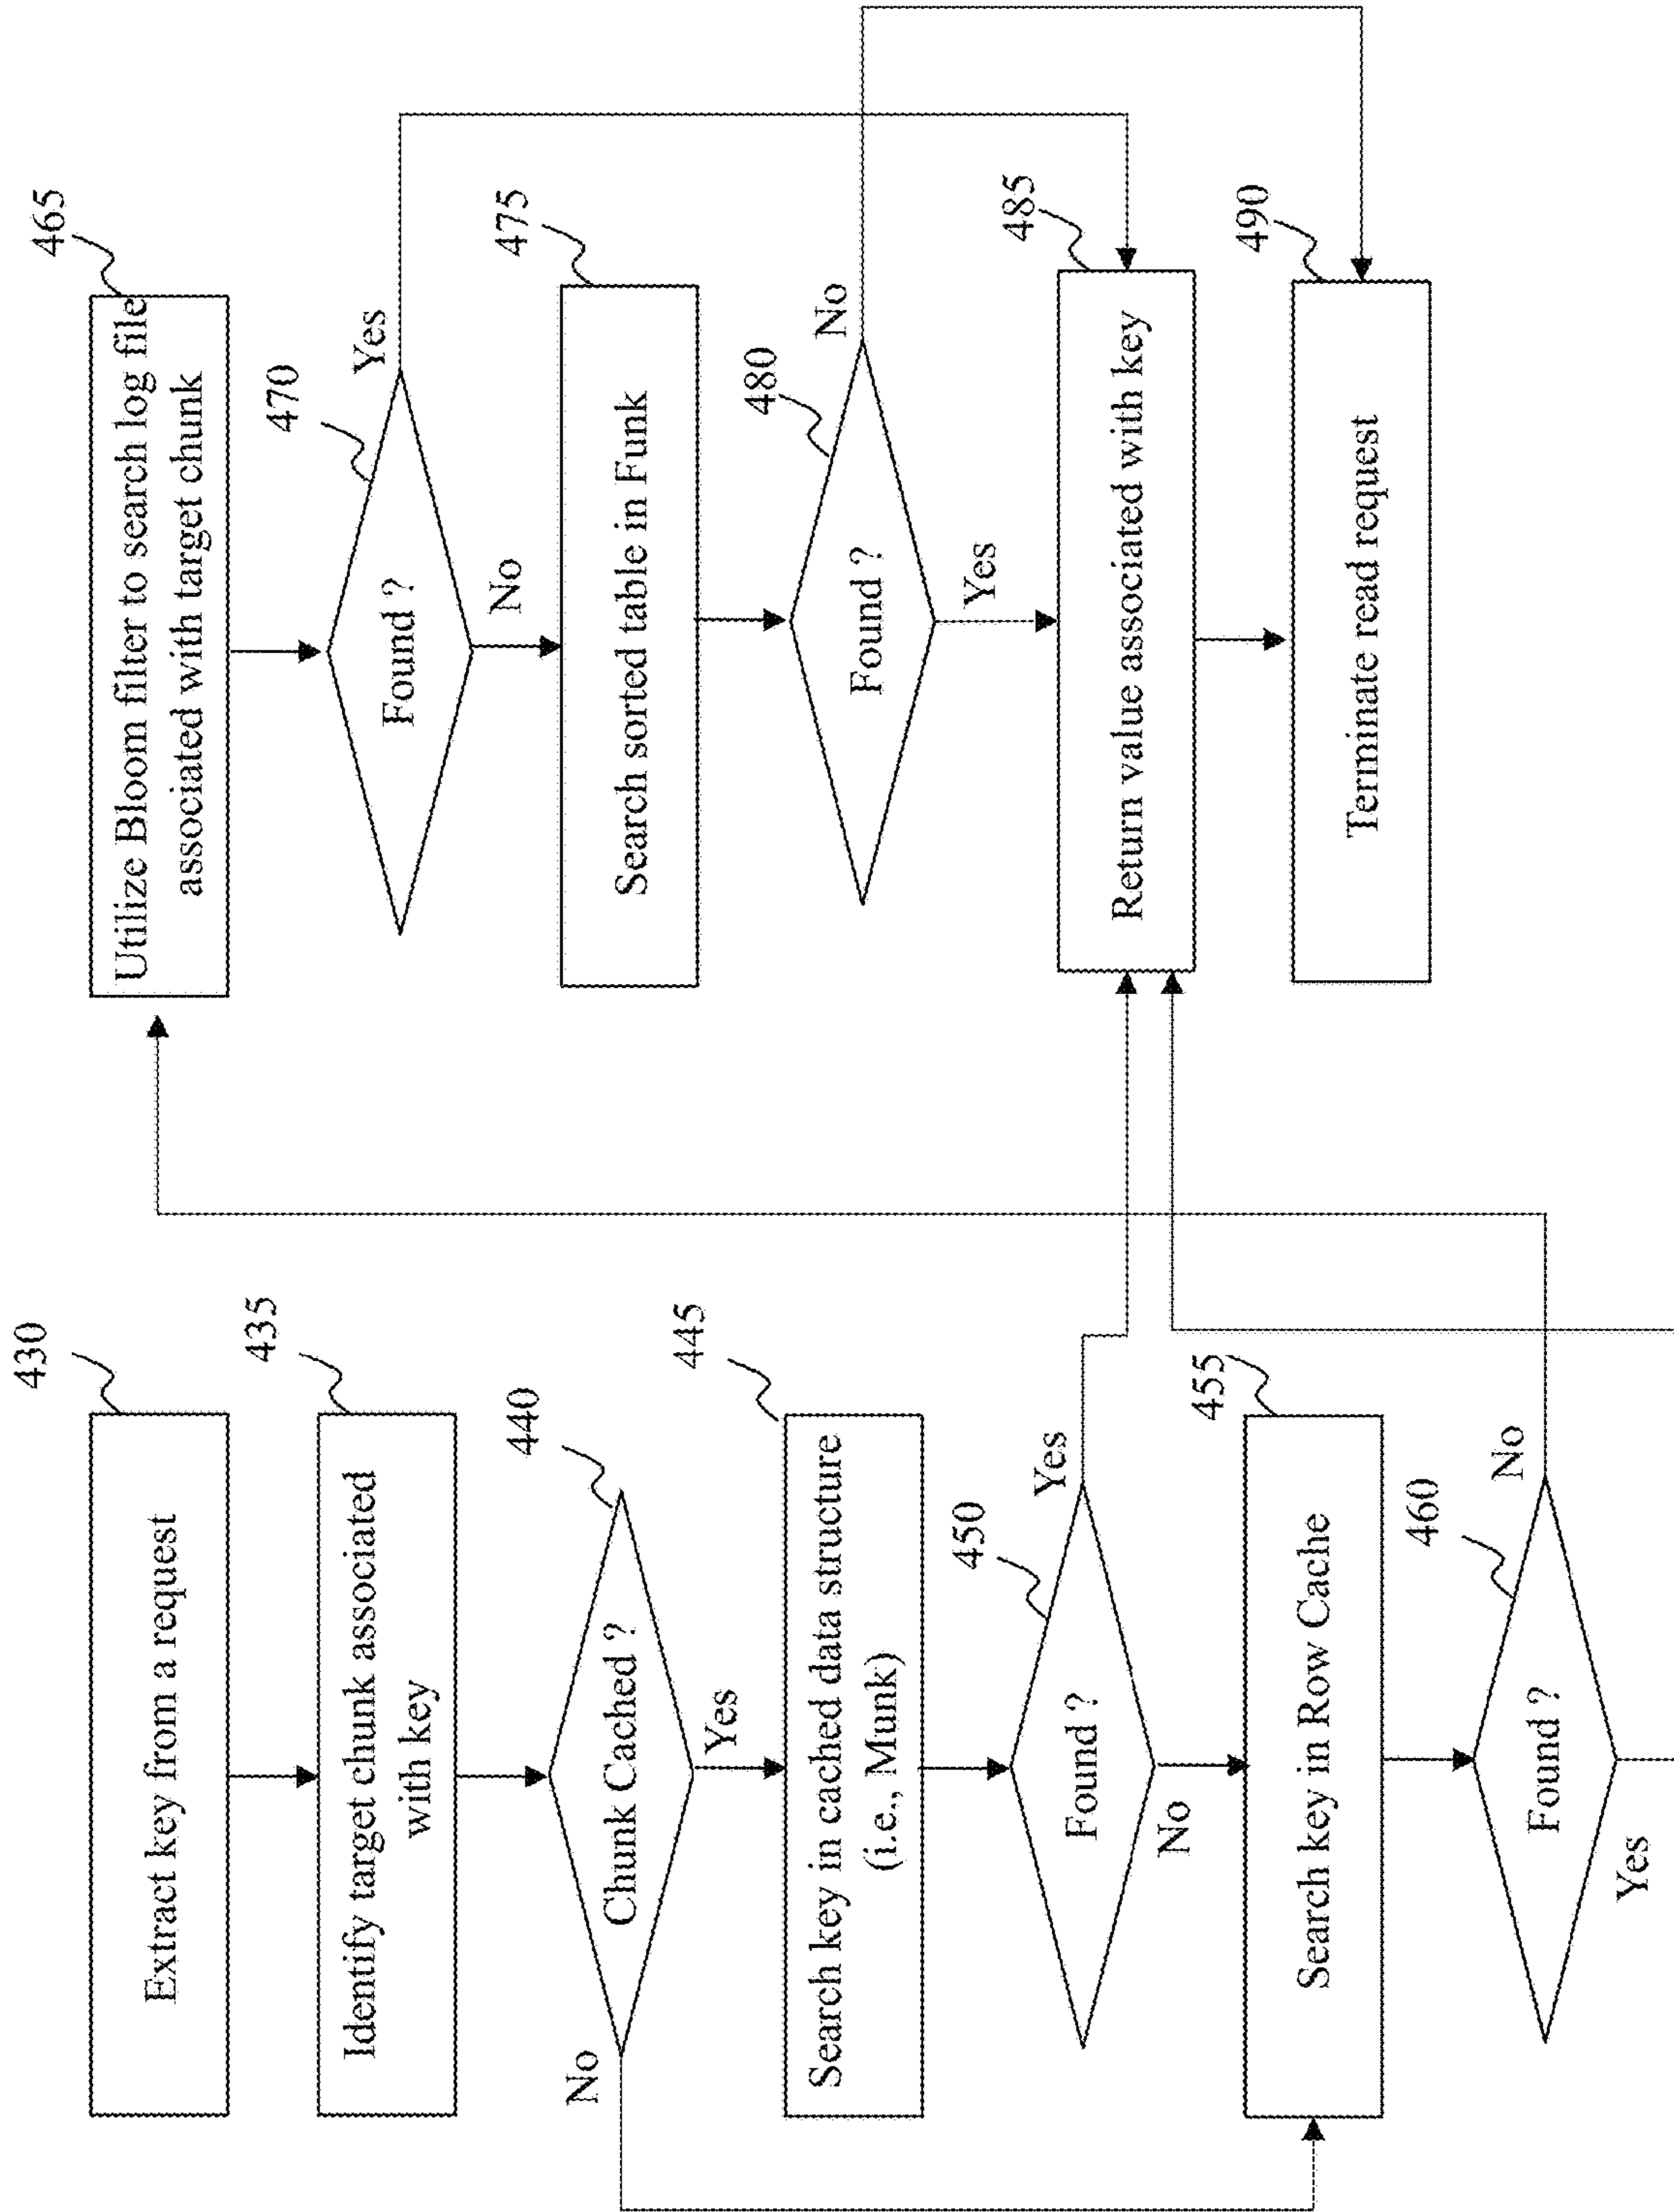 430
Extract key from a request
435
Identify target chunk associated
with key
440
Chunk Cached ?
No
Yes
445
Search key in cached data structure
(i.e., Munk)
450
Found ?
Yes
No
455
Search key in Row Cache
460
Found ?
No
Yes
465
Utilize Bloom filter to search log file
associated with target chunk
470
Found ?
Yes
No
475
Search sorted table in Funk
480
Found ?
No
Yes
485
Return value associated with key
490
Terminate read request